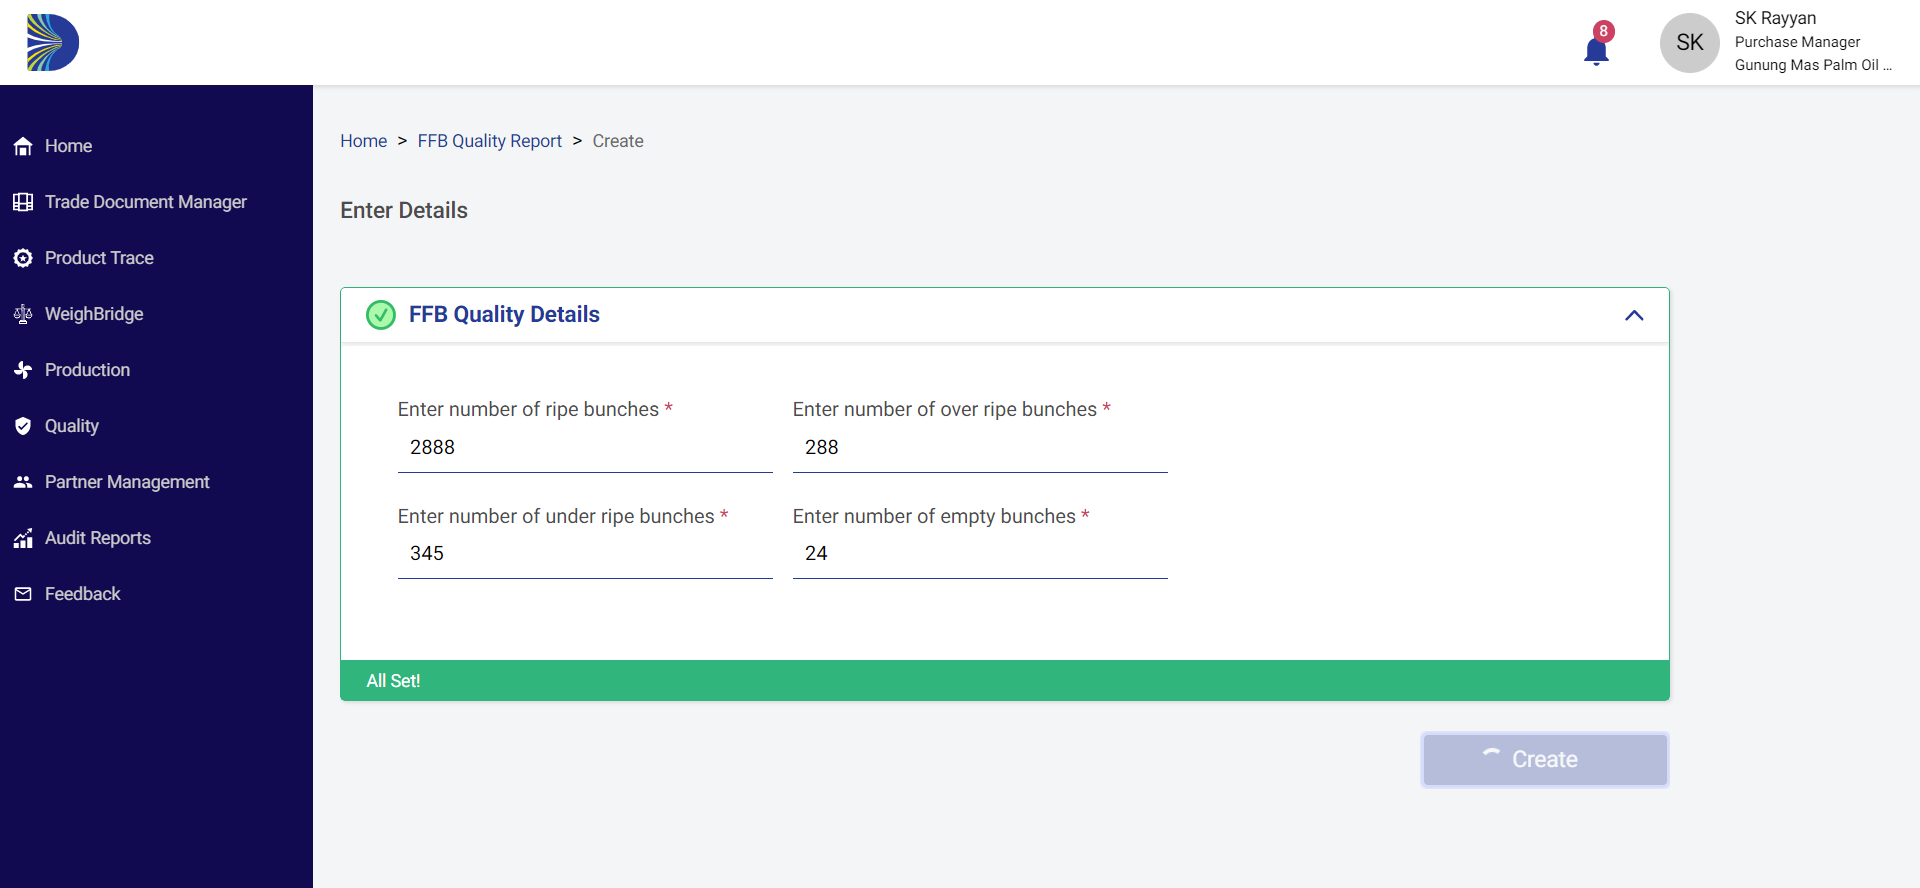 8
SK
SK Rayyan
Purchase Manager
Gunung Mas Palm Oil ...
Home
Trade Document Manager
Product Trace
WeighBridge
Production
Quality
Partner Management
Audit Reports
Feedback
Home > FFB Quality Report > Create
Enter Details
FFB Quality Details
Enter number of ripe bunches *
2888
Enter number of over ripe bunches *
288
Enter number of under ripe bunches *
345
Enter number of empty bunches *
24
All Set!
Create